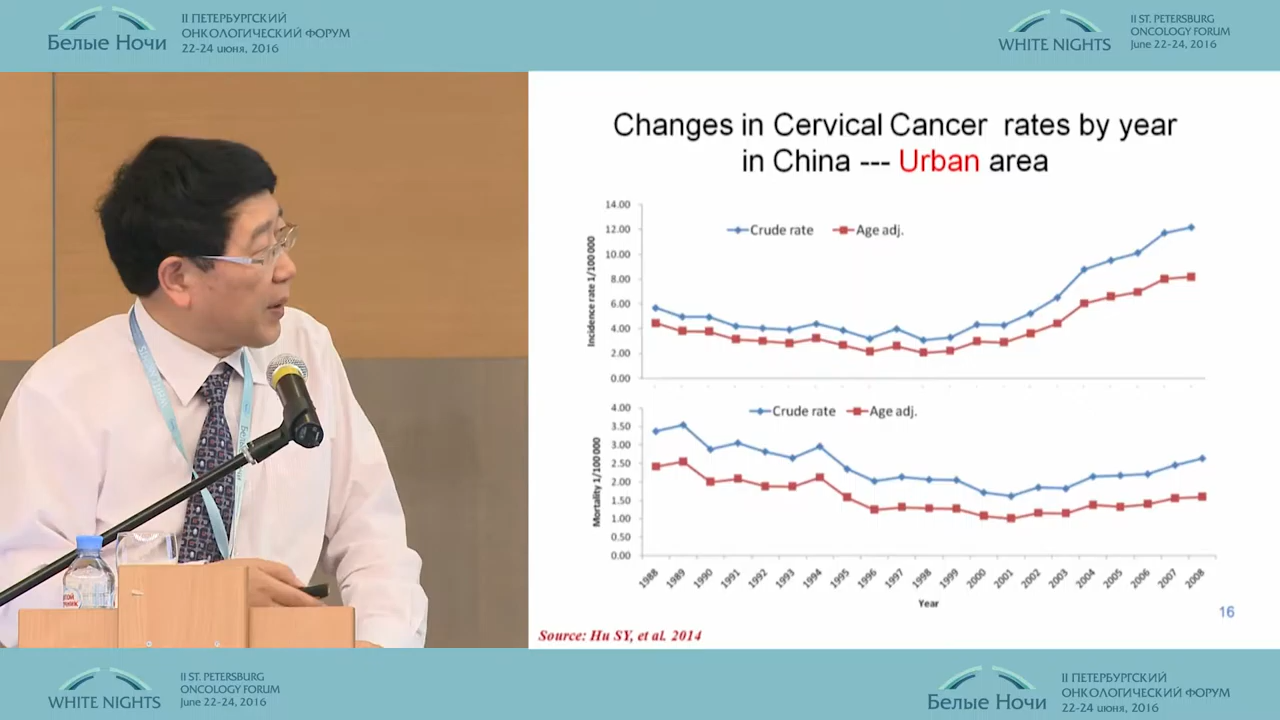 Белые Ночи
II ПЕТЕРБУРГСКИЙ
ОНКОЛОГИЧЕСКИЙ ФОРУМ
22-24 июня, 2016
WHITE NIGHTS
II ST. PETERSBURG
ONCOLOGY FORUM
June 22-24, 2016
Changes in Cervical Cancer rates by year
in China --- Urban area
14.00
12.00
10.00
8.00
6.00
4.00
2.00
0.00
Incidence rate 1/100 000
Crude rate
Age adj.
4.00
3.50
3.00
2.50
2.00
1.50
1.00
0.50
0.00
Mortality 1/100 000
Crude rate
Age adj.
1988
1989
1990
1991
1992
1993
1994
1995
1996
1997
1998
1999
2000
2001
2002
2003
2004
2005
2006
2007
2008
Year
16
Source: Hu SY, et al. 2014
WHITE NIGHTS
II ST. PETERSBURG
ONCOLOGY FORUM
June 22-24, 2016
Белые Ночи
II ПЕТЕРБУРГСКИЙ
ОНКОЛОГИЧЕСКИЙ ФОРУМ
22-24 июня, 2016